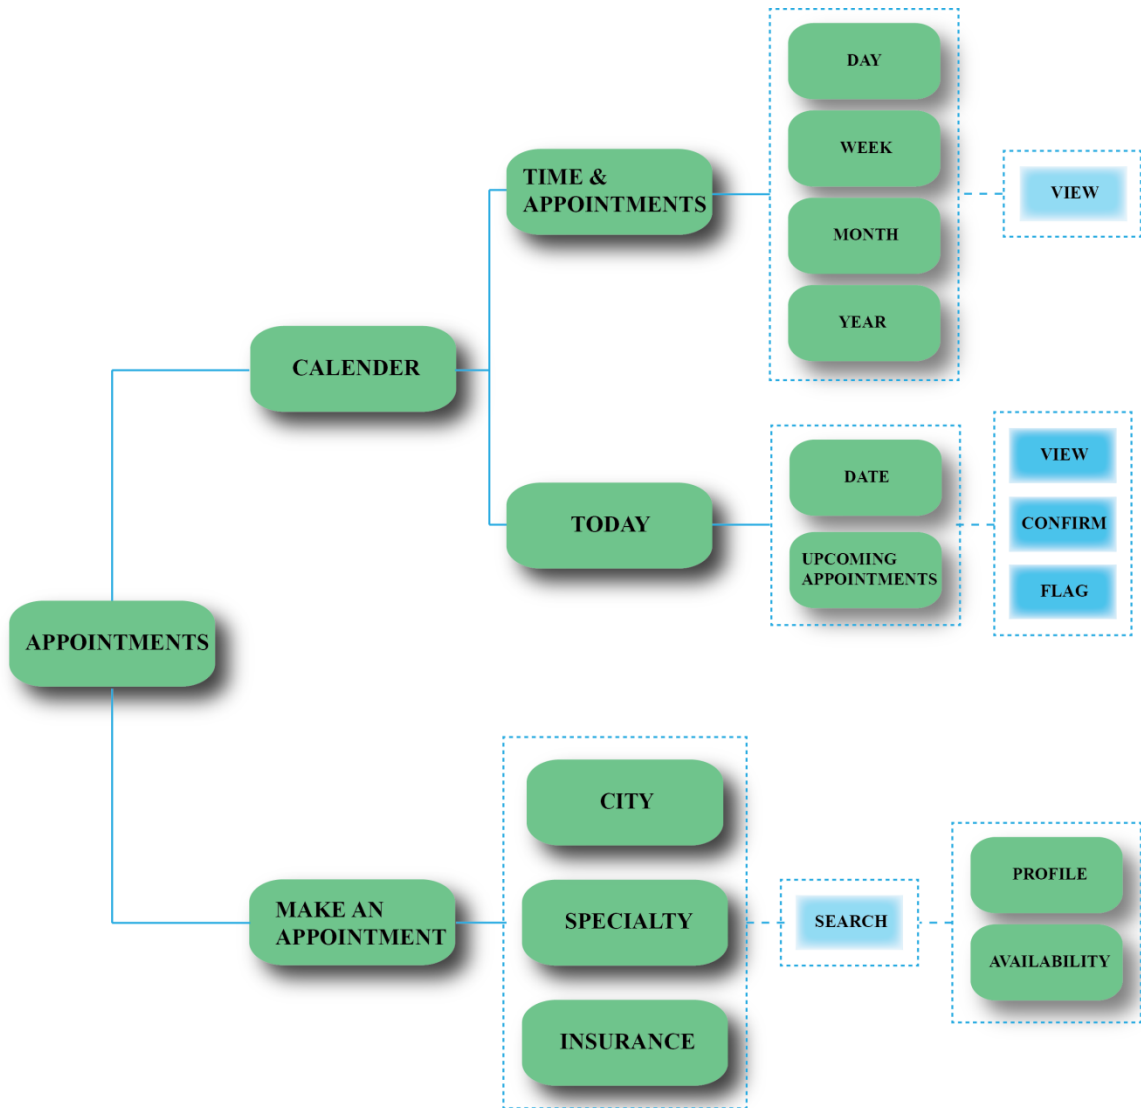 DAY
WEEK
MONTH
YEAR
VIEW
TIME &
APPOINTMENTS
CALENDER
TODAY
DATE
UPCOMING
APPOINTMENTS
VIEW
CONFIRM
FLAG
APPOINTMENTS
MAKE AN
APPOINTMENT
CITY
SPECIALTY
INSURANCE
SEARCH
PROFILE
AVAILABILITY